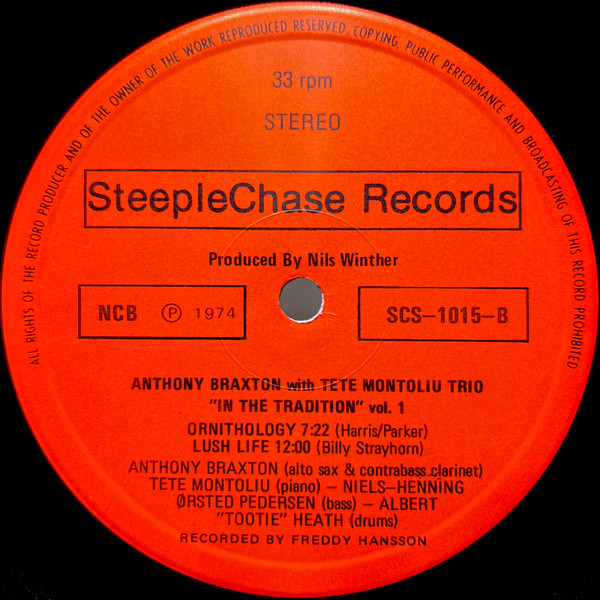 ALL RIGHTS OF THE RECORD PRODUCER AND OF THE OWNER OF THE WORK REPRODUCED RESERVED, COPYING, PUBLIC PERFORMANCE AND BROADCASTING OF THIS RECORD PROHIBITED
33 rpm
STEREO
SteepleChase Records
Produced By Nils Winther
NCB Ⓟ 1974
SCS-1015-B
ANTHONY BRAXTON with TETE MONTOLIU TRIO
"IN THE TRADITION" vol. 1
ORNITHOLOGY 7:22 (Harris/Parker)
LUSH LIFE 12:00 (Billy Strayhorn)
ANTHONY BRAXTON (alto sax & contrabass.clarinet)
TETE MONTOLIU (piano) – NIELS-HENNING
ØRSTED PEDERSEN (bass) – ALBERT
"TOOTIE" HEATH (drums)
RECORDED BY FREDDY HANSSON